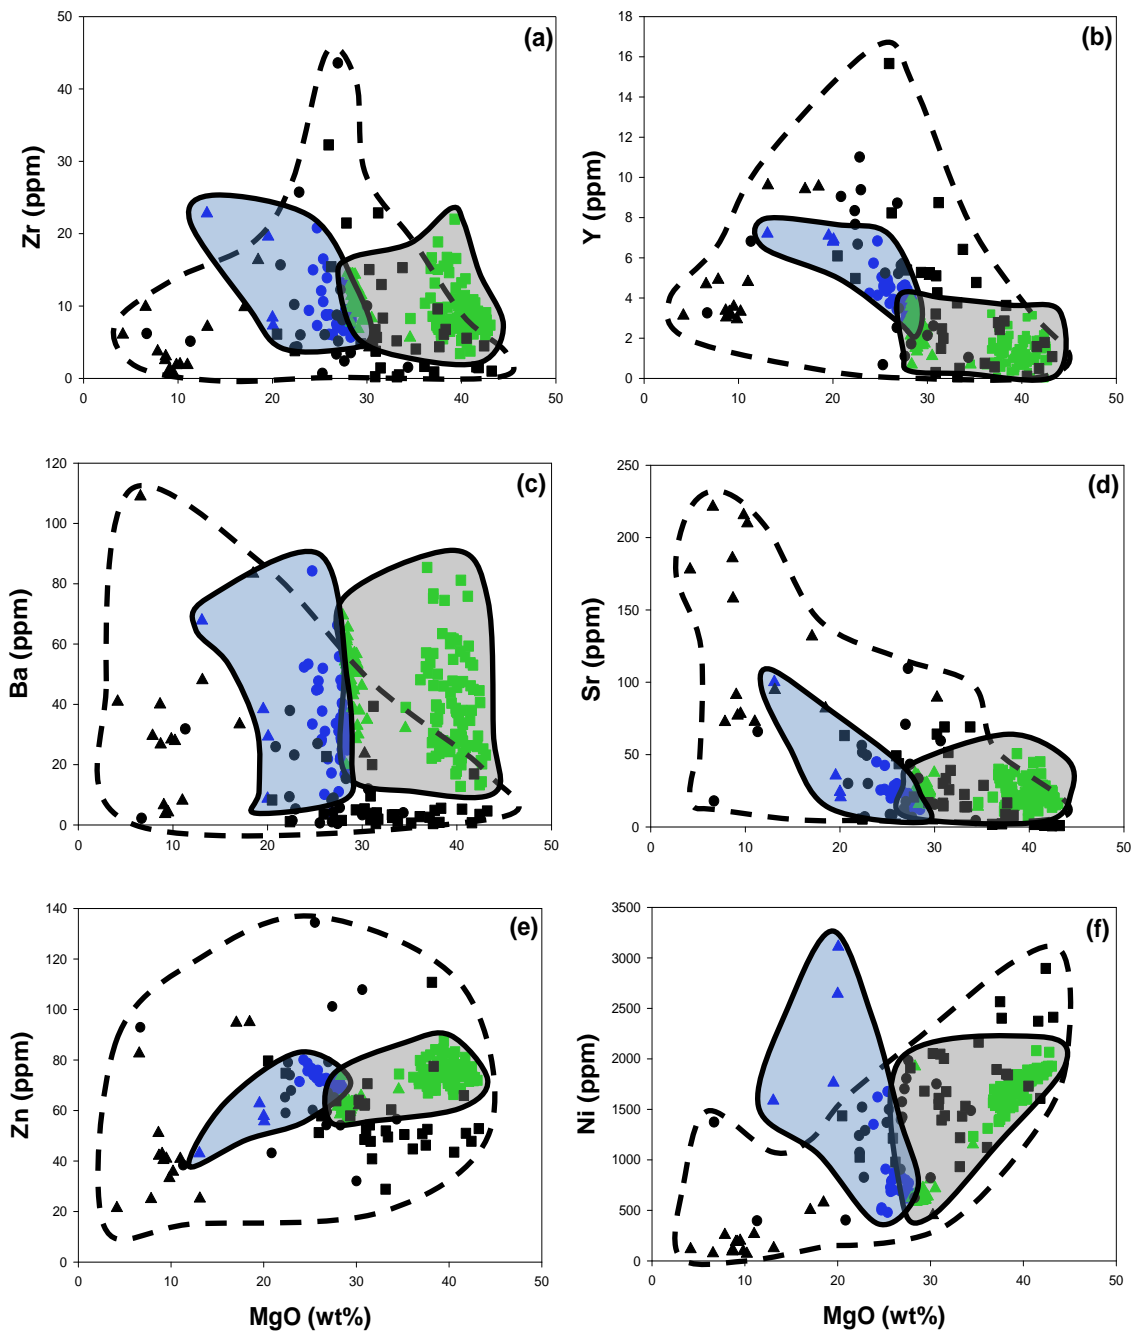 (a)
50
40
30
20
10
0
Zr (ppm)
0 10 20 30 40 50
(b)
18
16
14
12
10
8
6
4
2
0
Y (ppm)
0 10 20 30 40 50
(c)
120
100
80
60
40
20
0
Ba (ppm)
0 10 20 30 40 50
(d)
250
200
150
100
50
0
Sr (ppm)
0 10 20 30 40 50
(e)
140
120
100
80
60
40
20
0
Zn (ppm)
0 10 20 30 40 50
MgO (wt%)
(f)
3500
3000
2500
2000
1500
1000
500
0
Ni (ppm)
0 10 20 30 40 50
MgO (wt%)